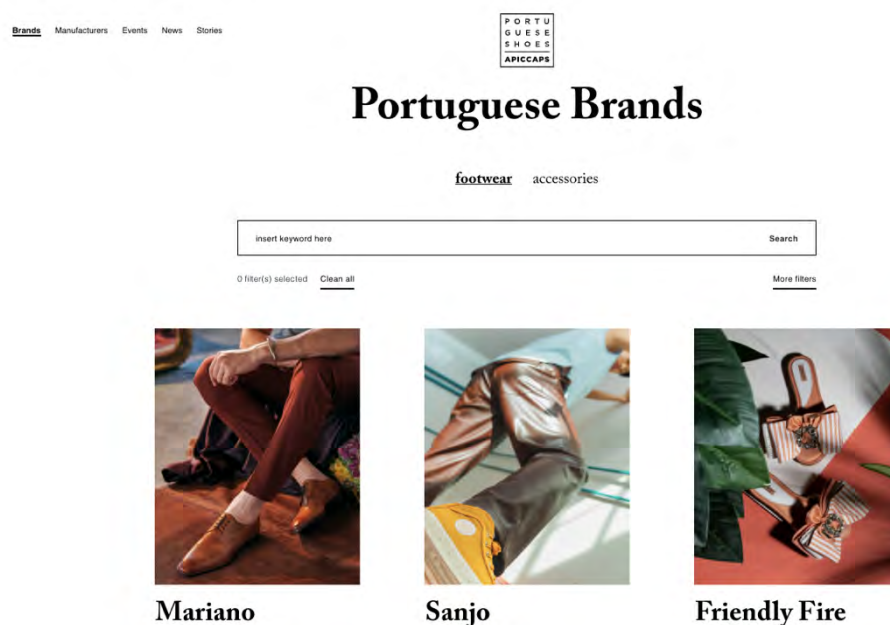 Brands Manufacturers Events News Stories
PORTU
GUESE
SHOES
APICCAPS
Portuguese Brands
footwear accessories
insert keyword here Search
0 filter(s) selected Clean all More filters
Mariano Sanjo Friendly Fire